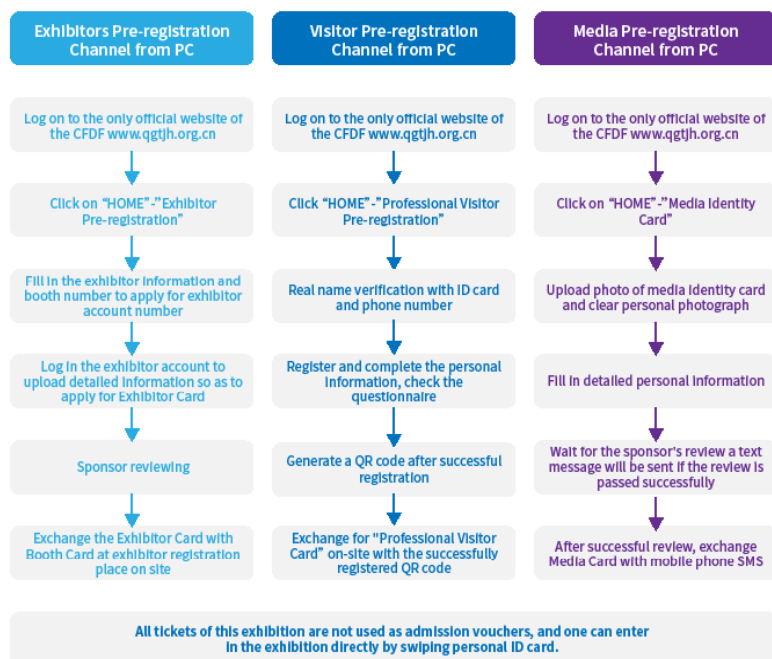 Exhibitors Pre-registration
Channel from PC
Log on to the only official website of
the CFDF www.qgtjh.org.cn
Click on “HOME”-”Exhibitor
Pre-registration”
Fill in the exhibitor information and
booth number to apply for exhibitor
account number
Log in the exhibitor account to
upload detailed information so as to
apply for Exhibitor Card
Sponsor reviewing
Exchange the Exhibitor Card with
Booth Card at exhibitor registration
place on site
Visitor Pre-registration
Channel from PC
Log on to the only official website of
the CFDF www.qgtjh.org.cn
Click “HOME”-”Professional Visitor
Pre-registration”
Real name verification with ID card
and phone number
Register and complete the personal
information, check the
questionnaire
Generate a QR code after successful
registration
Exchange for "Professional Visitor
Card” on-site with the successfully
registered QR code
Media Pre-registration
Channel from PC
Log on to the only official website of
the CFDF www.qgtjh.org.cn
Click on “HOME”-”Media Identity
Card”
Upload photo of media identity card
and clear personal photograph
Fill in detailed personal information
Wait for the sponsor's review a text
message will be sent if the review is
passed successfully
After successful review, exchange
Media Card with mobile phone SMS
All tickets of this exhibition are not used as admission vouchers, and one can enter
in the exhibition directly by swiping personal ID card.